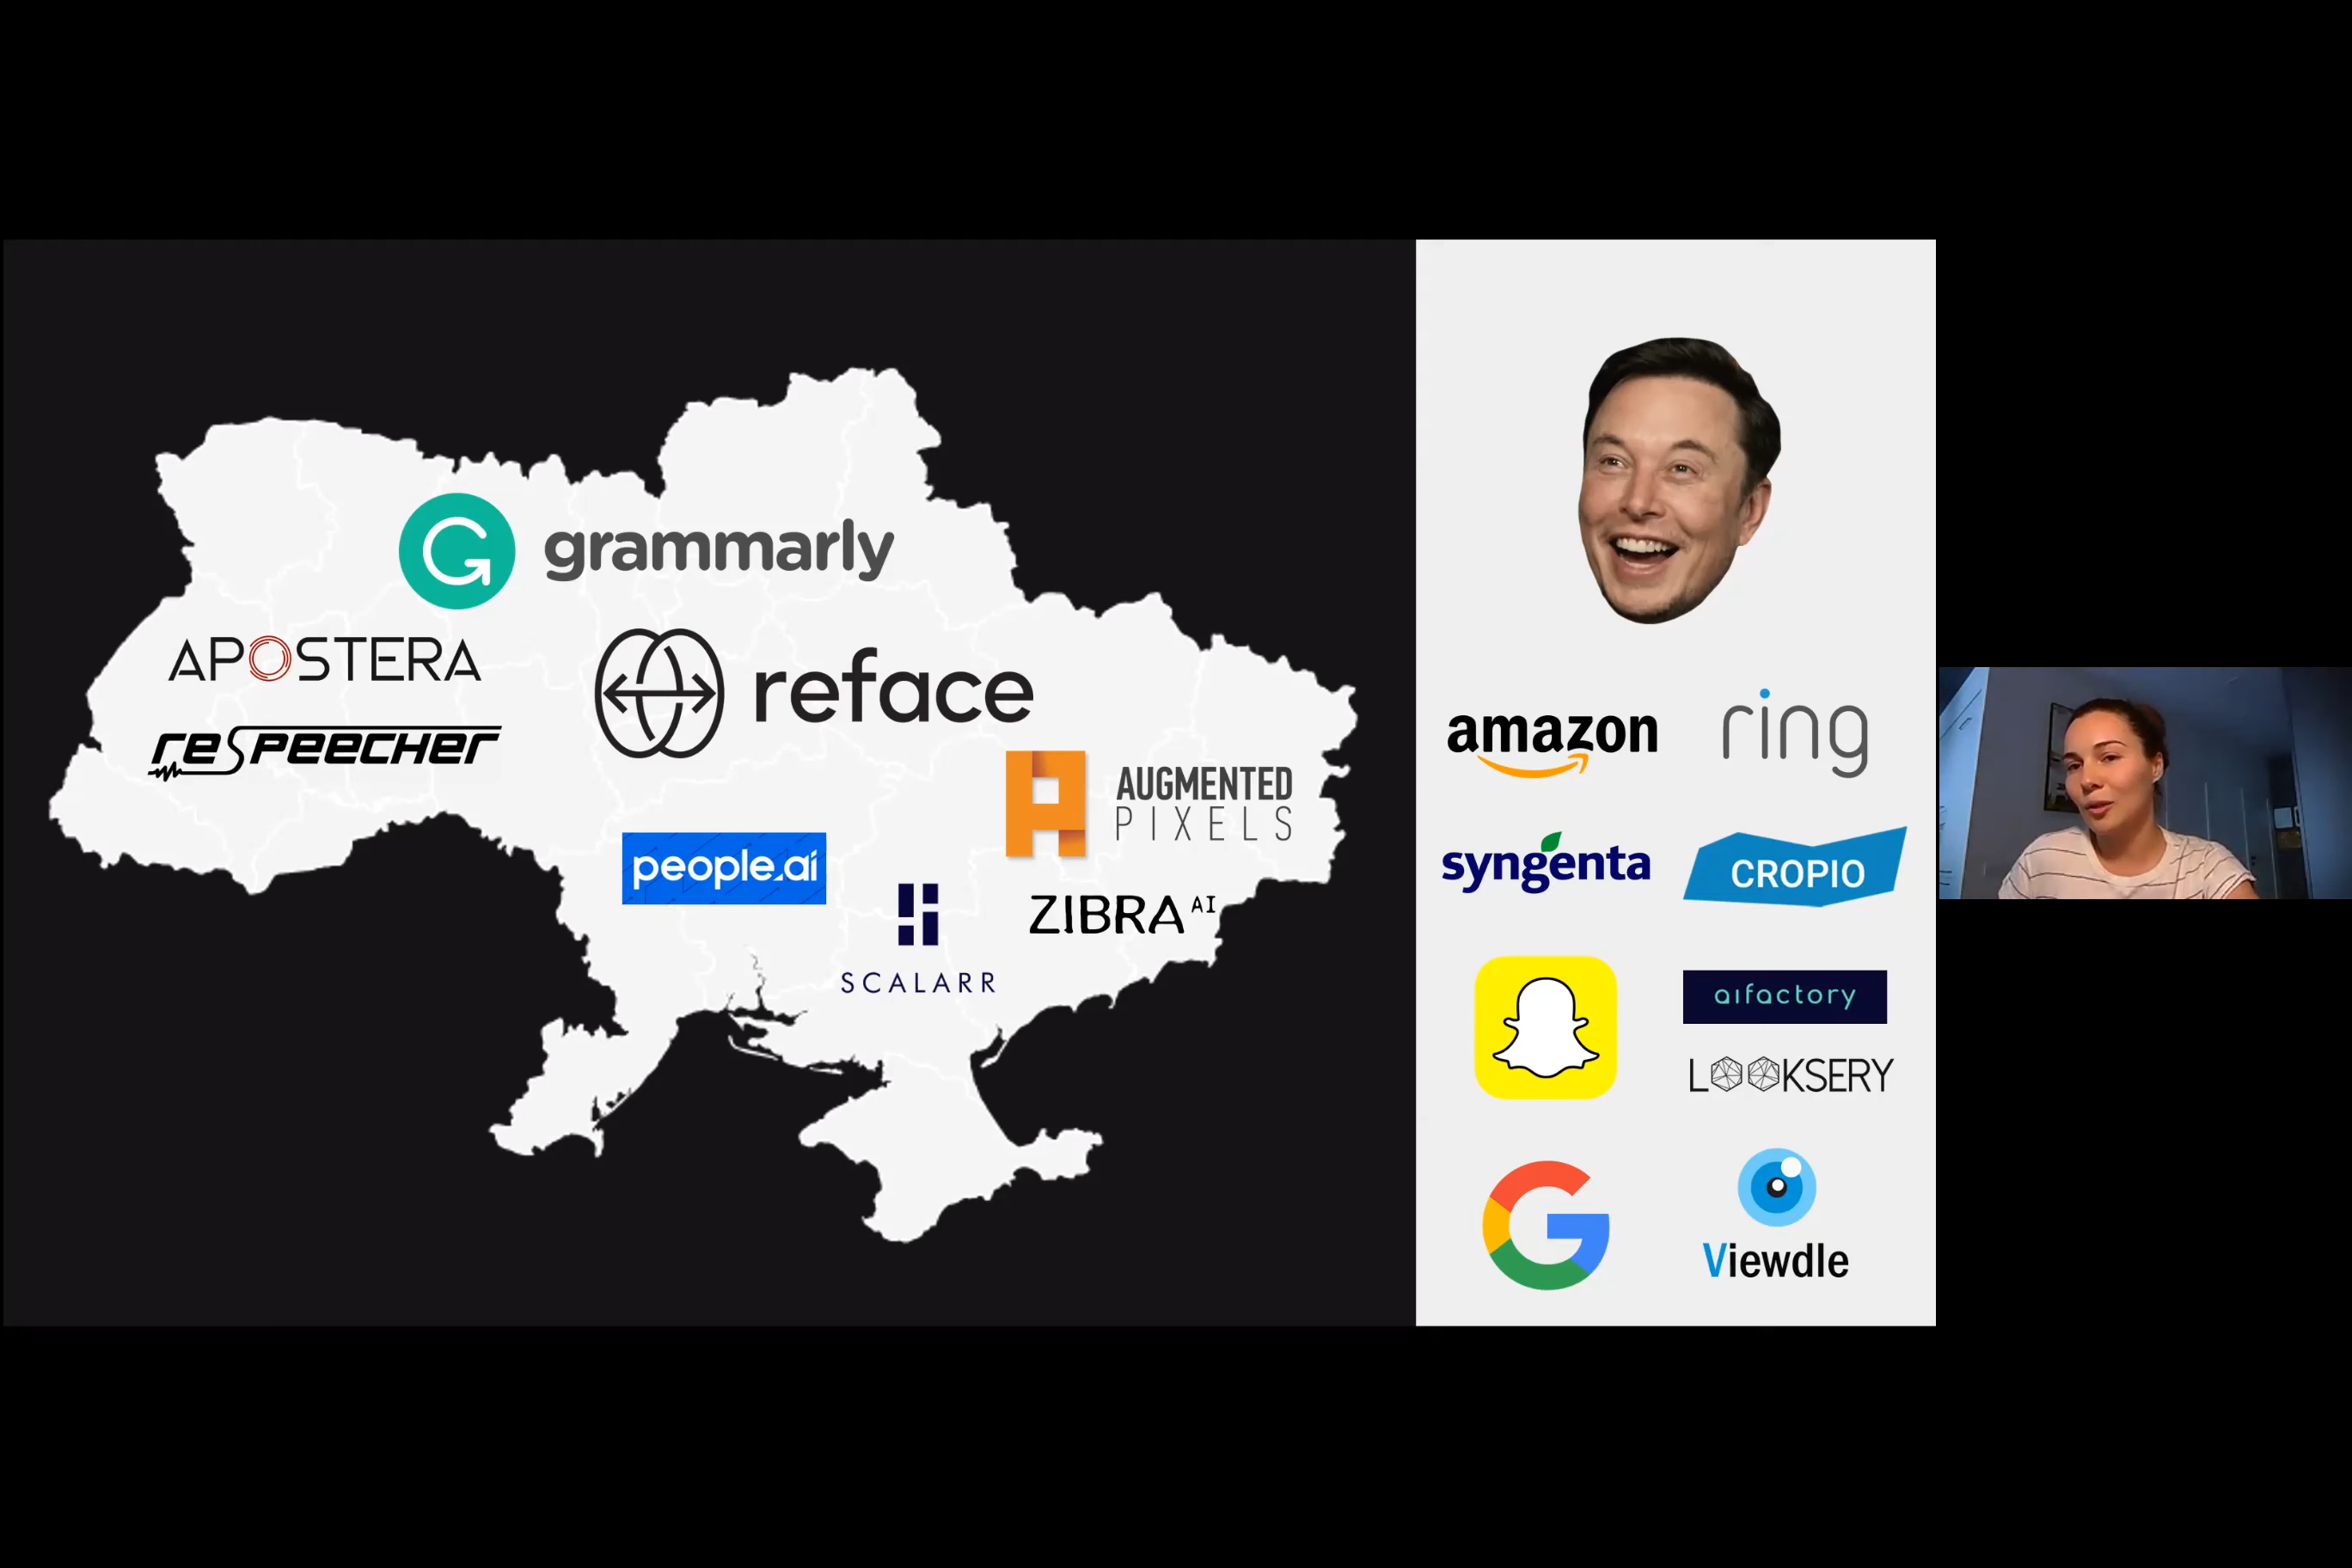 grammarly
APOSTERA
reSpeecher
reface
AUGMENTED
PIXELS
people.ai
ZIBRA AI
SCALARR
amazon
ring
syngenta
CROPIO
aifactory
LOOKSERY
Viewdle